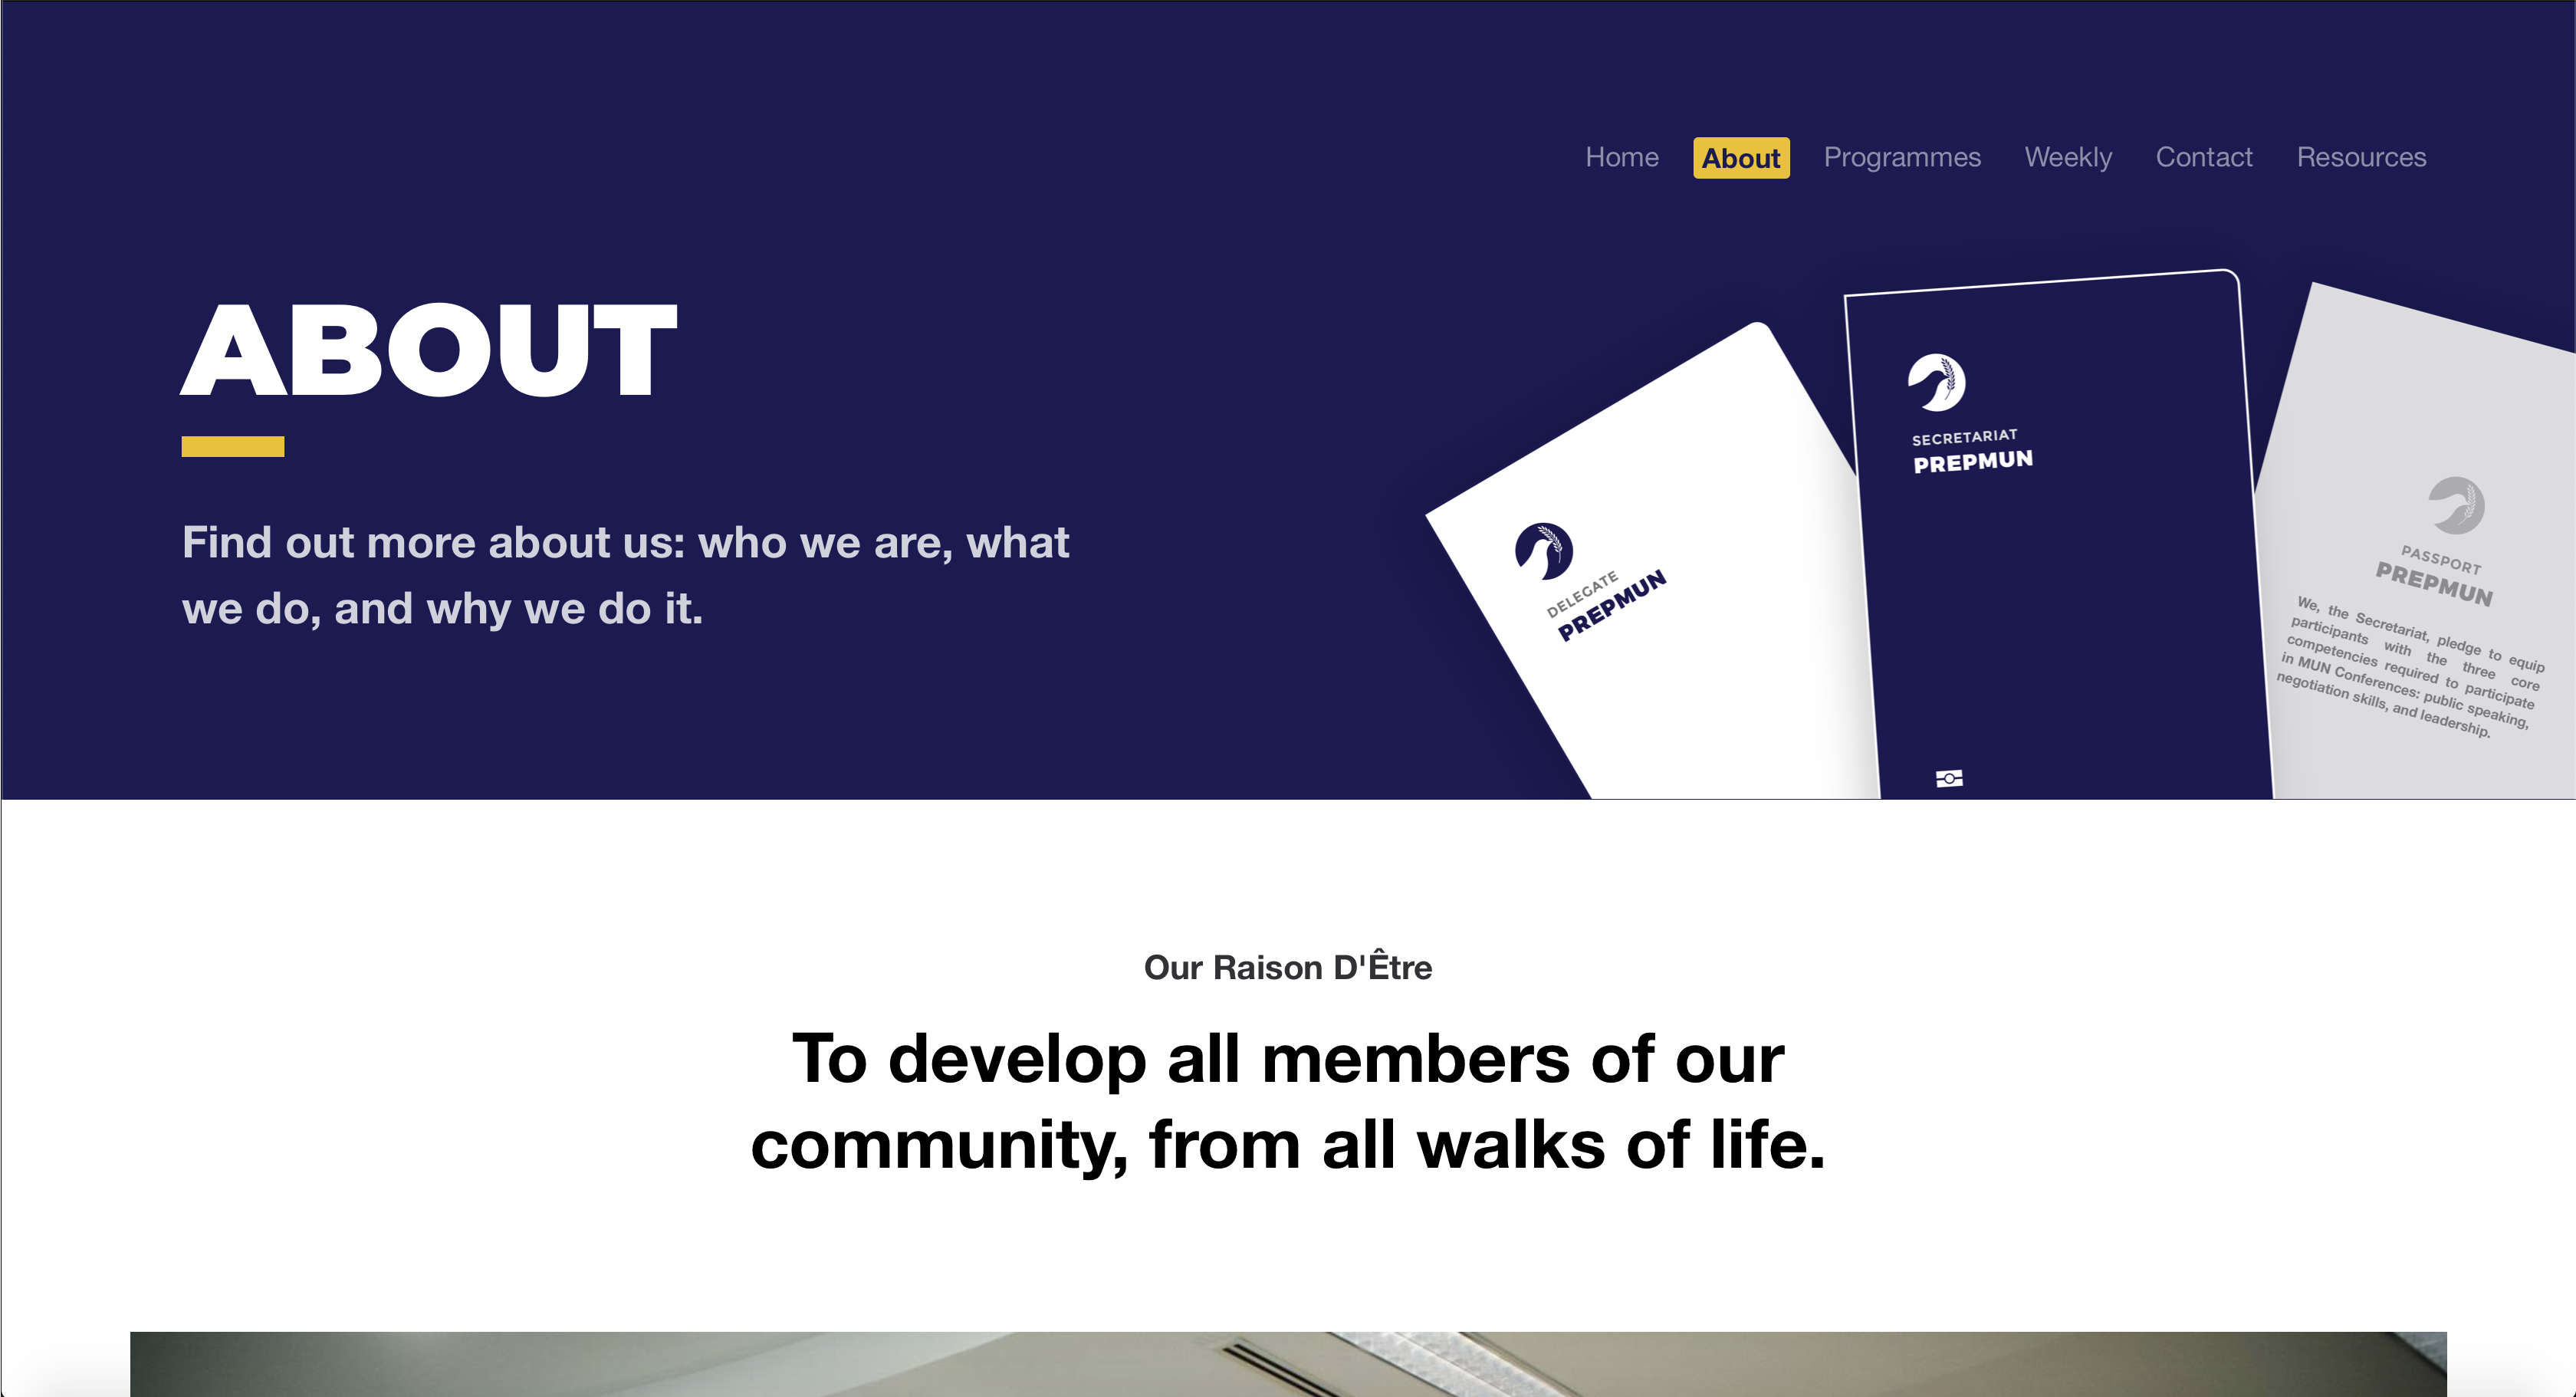 Home About Programmes Weekly Contact Resources
ABOUT
Find out more about us: who we are, what
we do, and why we do it.
DELEGATE
PREPMUN
SECRETARIAT
PREPMUN
PASSPORT
PREPMUN
We, the Secretariat, pledge to equip
participants with the three core
competencies required to participate
in MUN Conferences: public speaking,
negotiation skills, and leadership.
Our Raison D'Être
To develop all members of our
community, from all walks of life.